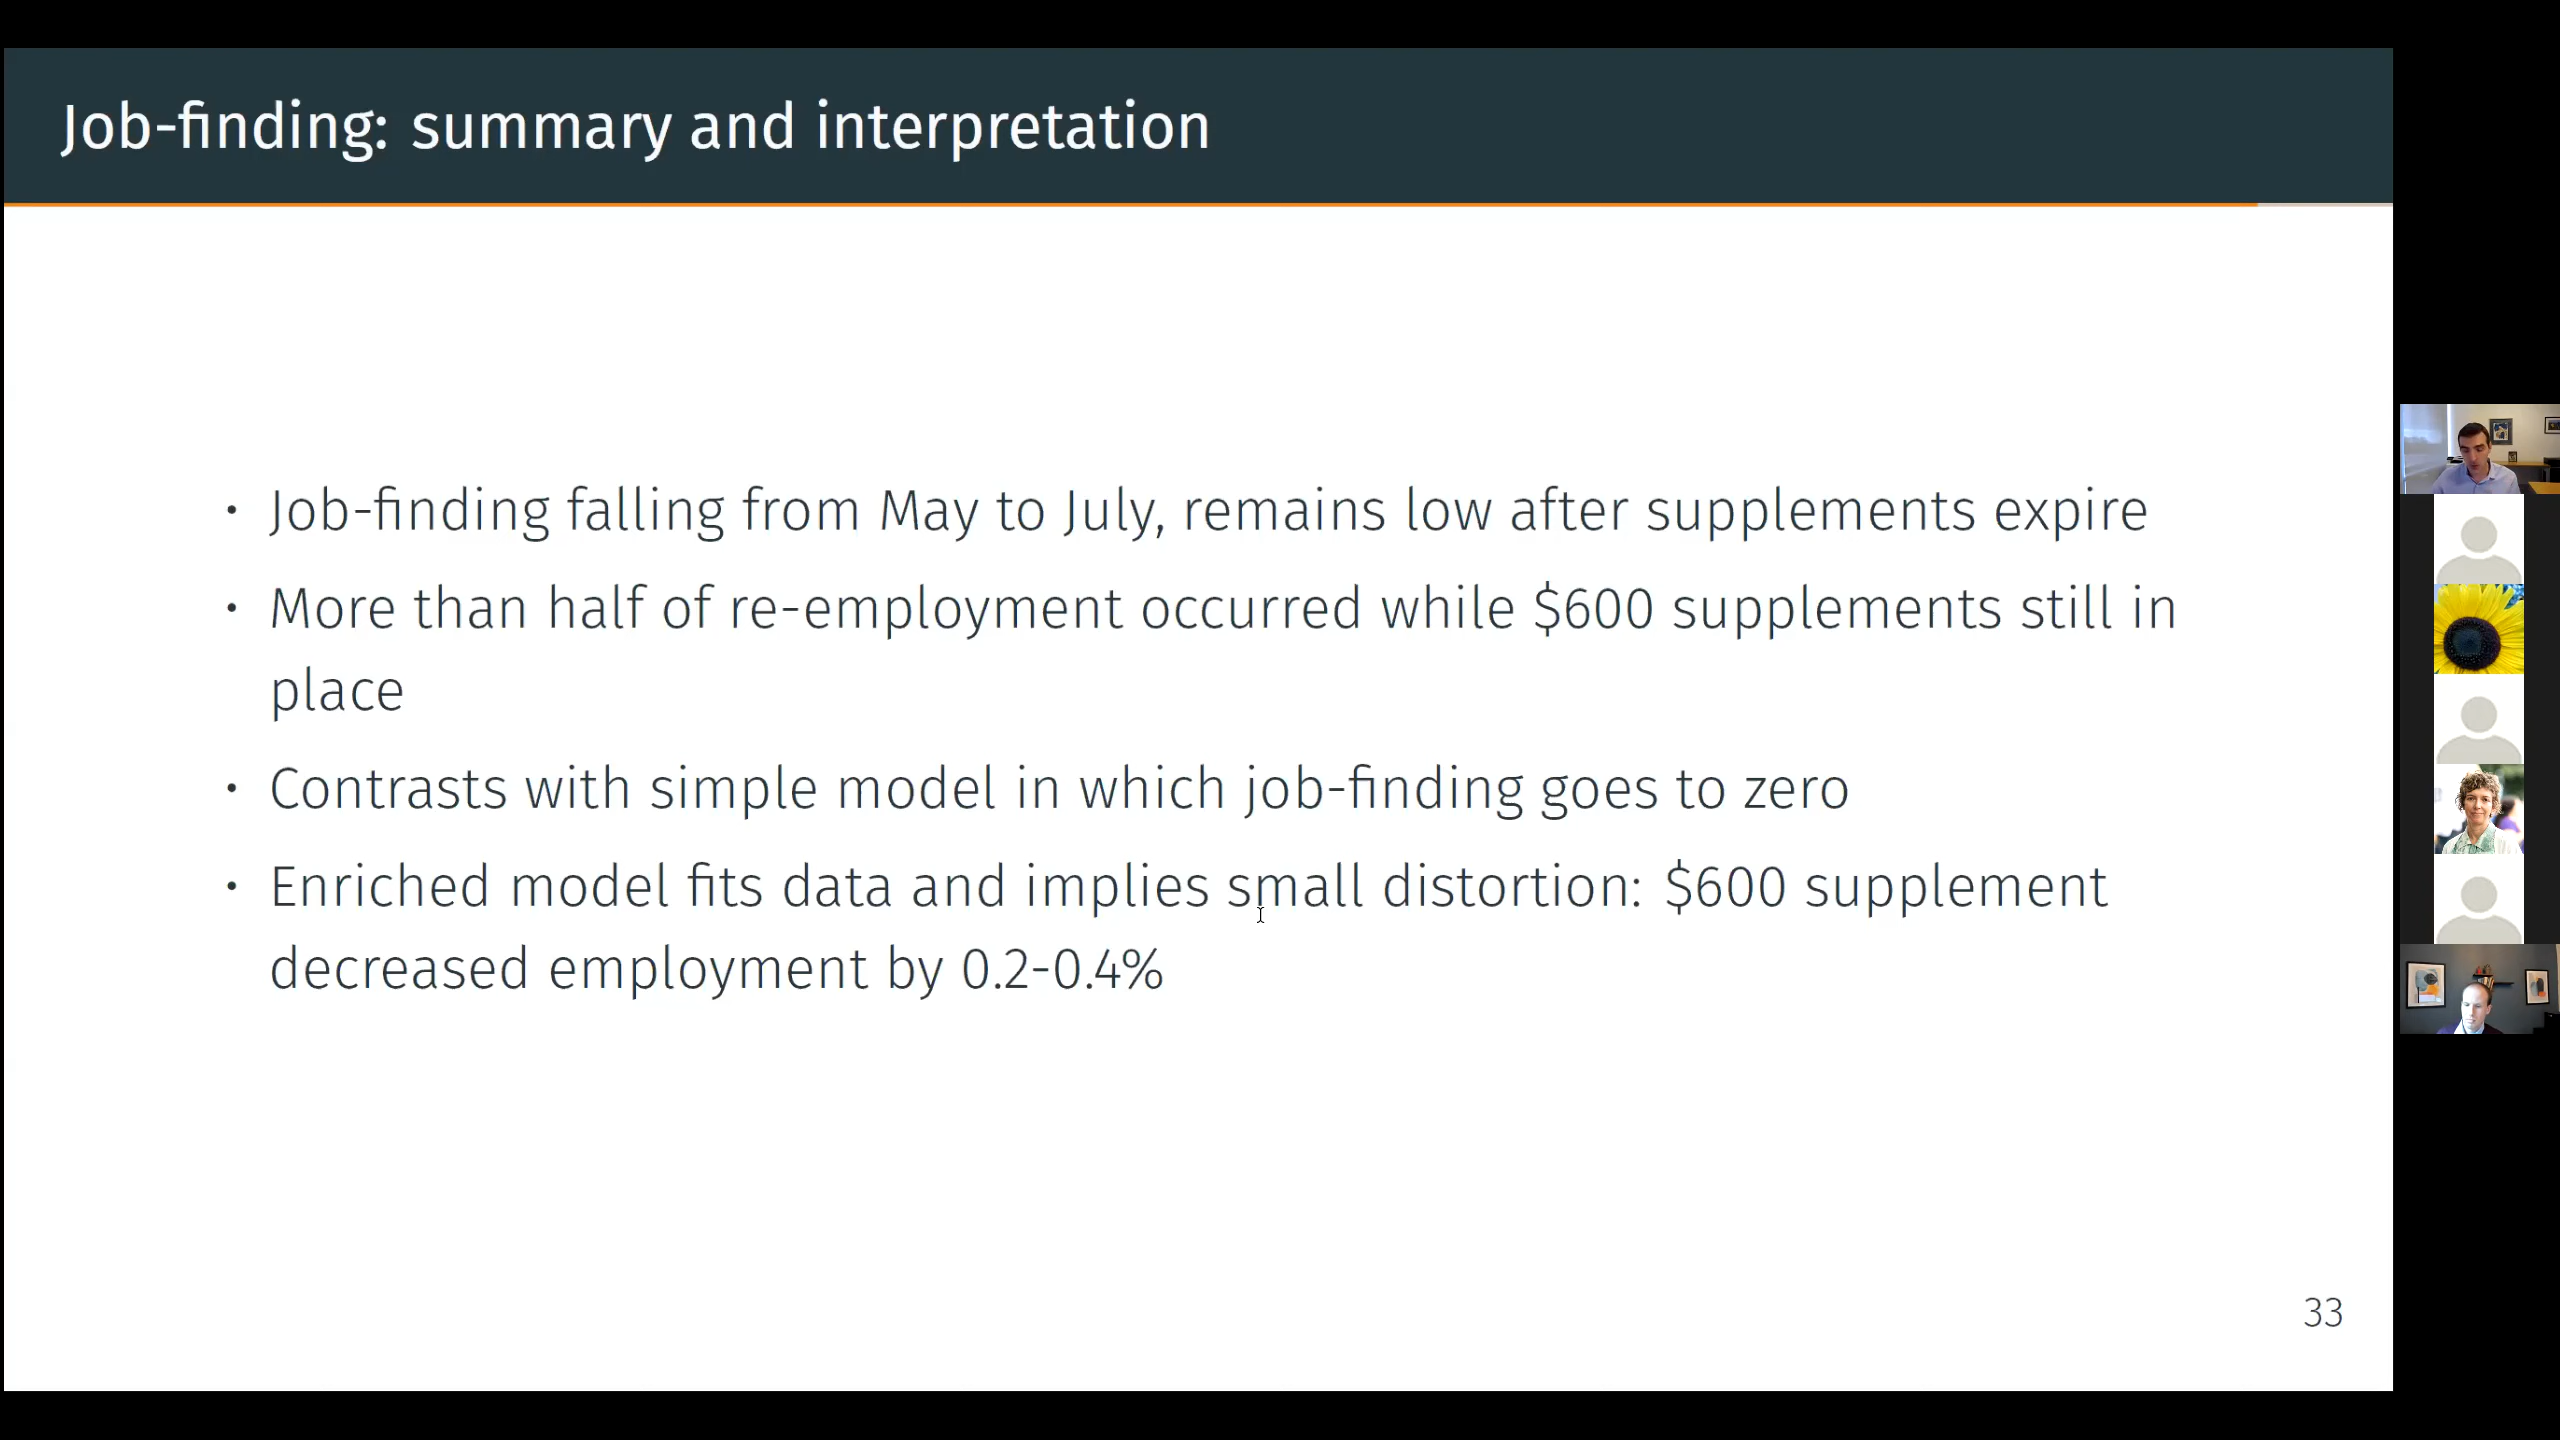 Job-finding: summary and interpretation
• Job-finding falling from May to July, remains low after supplements expire
• More than half of re-employment occurred while $600 supplements still in
place
• Contrasts with simple model in which job-finding goes to zero
• Enriched model fits data and implies small distortion: $600 supplement
decreased employment by 0.2-0.4%
33